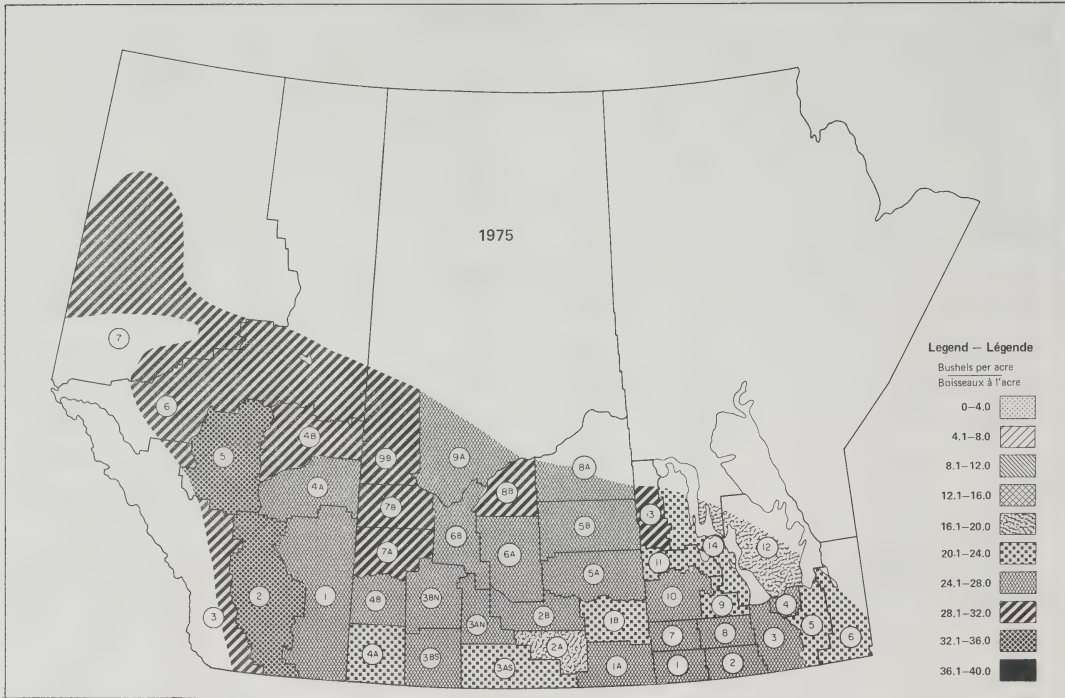 1975
Legend – Légende
Bushels per acre
Boisseaux à l'acre
0–4.0
4.1–8.0
8.1–12.0
12.1–16.0
16.1–20.0
20.1–24.0
24.1–28.0
28.1–32.0
32.1–36.0
36.1–40.0
7
6
5
4B
9B
9A
8B
8A
4A
7B
13
7A
6B
6A
5B
14
12
11
5A
3
2
1
4B
3BN
3AN
2B
1B
10
9
4
5
6
7
8
3
4A
3BS
3AS
2A
1A
1
2